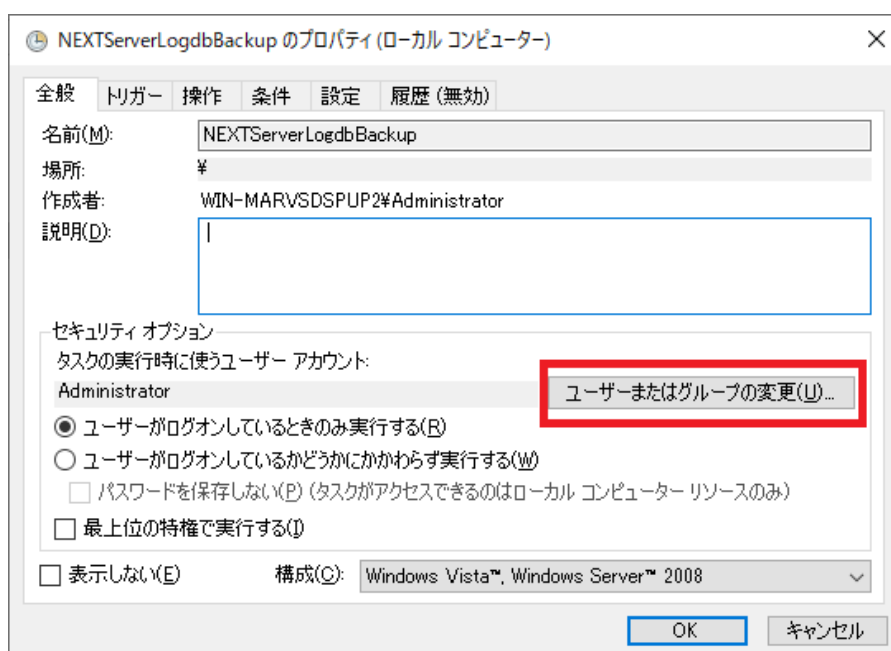 NEXTServerLogdbBackup のプロパティ (ローカル コンピューター)
全般 トリガー 操作 条件 設定 履歴 (無効)
名前(M): NEXTServerLogdbBackup
場所: ¥
作成者: WIN-MARVSDSPUP2¥Administrator
説明(D):
セキュリティ オプション
タスクの実行時に使うユーザー アカウント:
Administrator ユーザーまたはグループの変更(U)...
ユーザーがログオンしているときのみ実行する(R)
ユーザーがログオンしているかどうかにかかわらず実行する(W)
パスワードを保存しない(P) (タスクがアクセスできるのはローカル コンピューター リソースのみ)
最上位の特権で実行する(I)
表示しない(E) 構成(C): Windows Vista™, Windows Server™ 2008
OK キャンセル